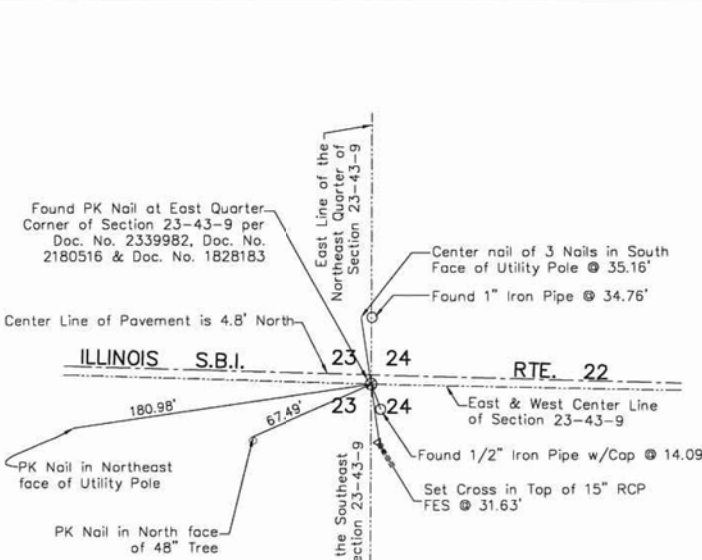 East Line of the
Northeast Quarter of
Section 23-43-9
Found PK Nail at East Quarter
Corner of Section 23-43-9 per
Doc. No. 2339982, Doc. No.
2180516 & Doc. No. 1828183
Center nail of 3 Nails in South
Face of Utility Pole @ 35.16'
Found 1" Iron Pipe @ 34.76'
Center Line of Pavement is 4.8' North
23 24
ILLINOIS S.B.I. RTE. 22
23 24
East & West Center Line
of Section 23-43-9
180.98'
67.49'
PK Nail in Northeast
face of Utility Pole
Found 1/2" Iron Pipe w/Cap @ 14.09
Set Cross in Top of 15" RCP
FES @ 31.63'
PK Nail in North face
of 48" Tree
the Southeast
ection 23-43-9